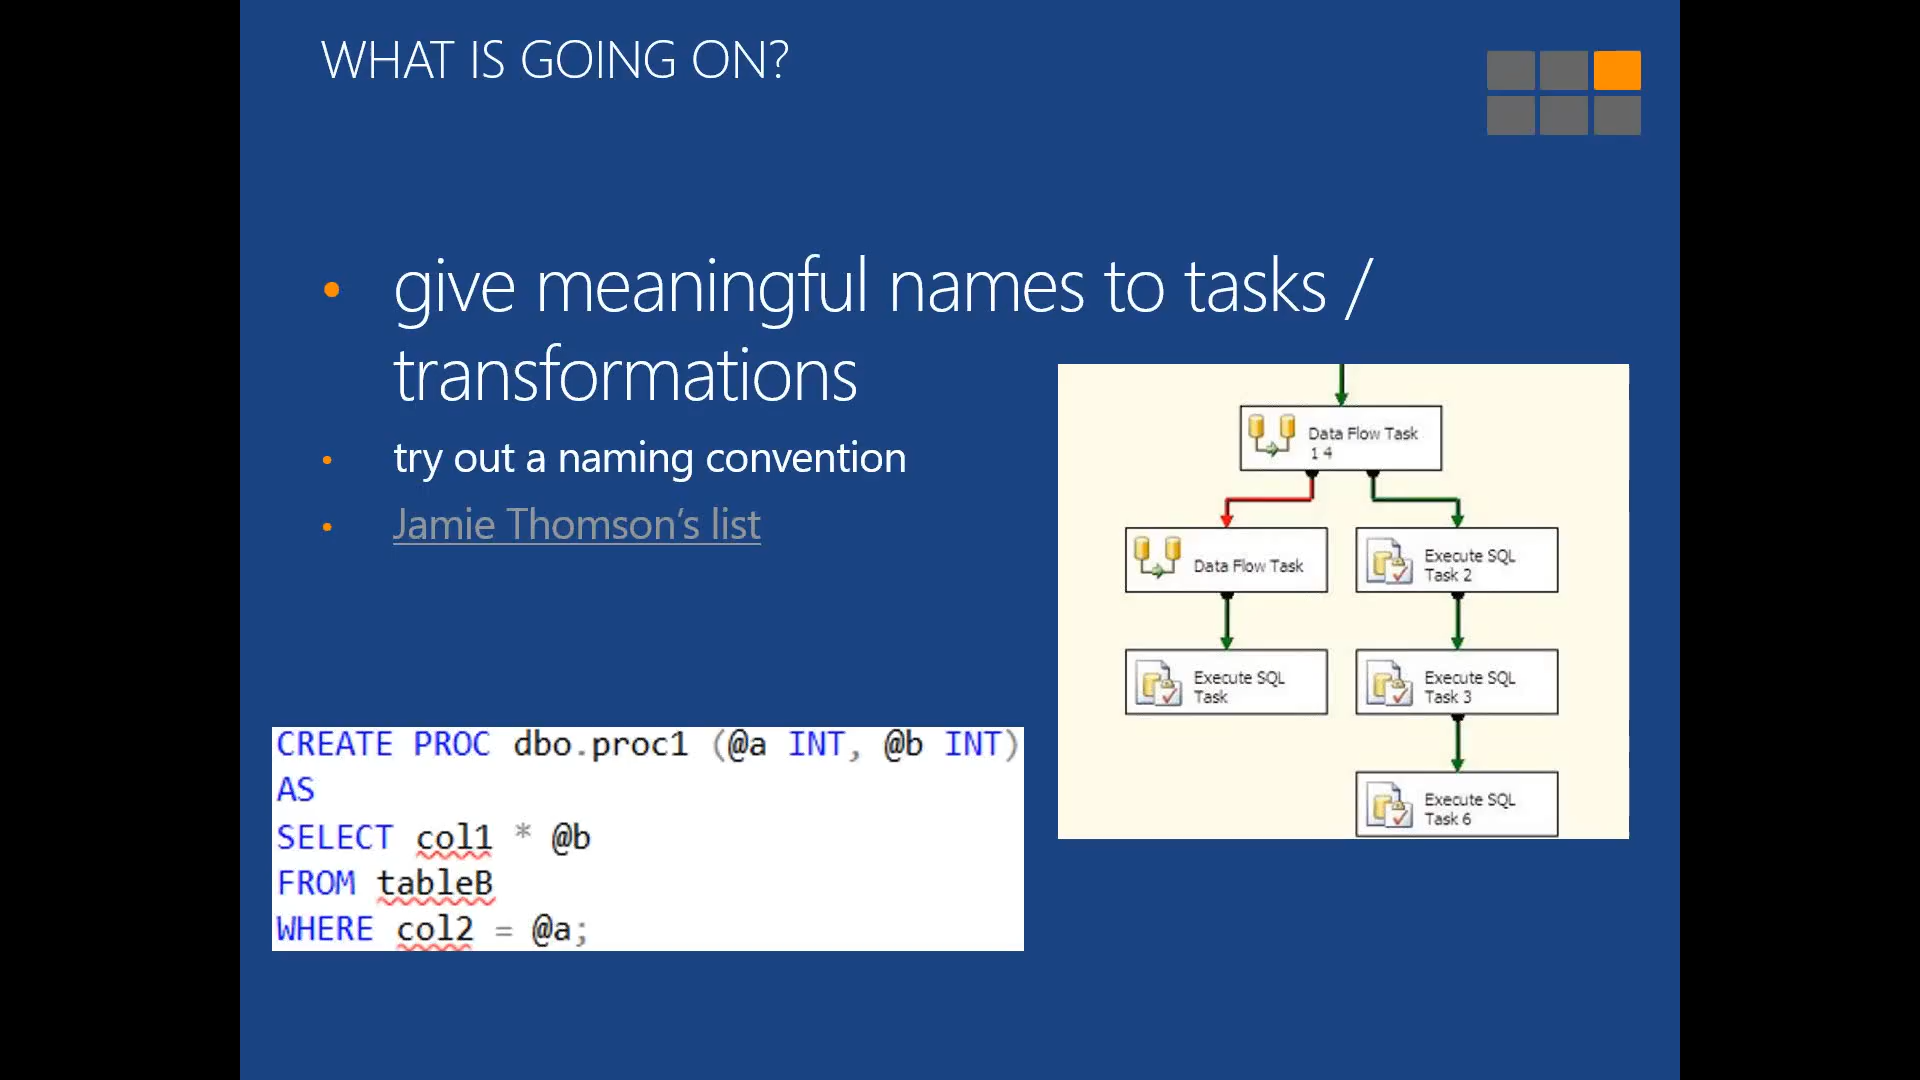 WHAT IS GOING ON?
• give meaningful names to tasks /
transformations
• try out a naming convention
• Jamie Thomson’s list
Data Flow Task
1 4
Data Flow Task
Execute SQL
Task 2
Execute SQL
Task
Execute SQL
Task 3
Execute SQL
Task 6
CREATE PROC dbo.proc1 (@a INT, @b INT)
AS
SELECT col1 * @b
FROM tableB
WHERE col2 = @a;